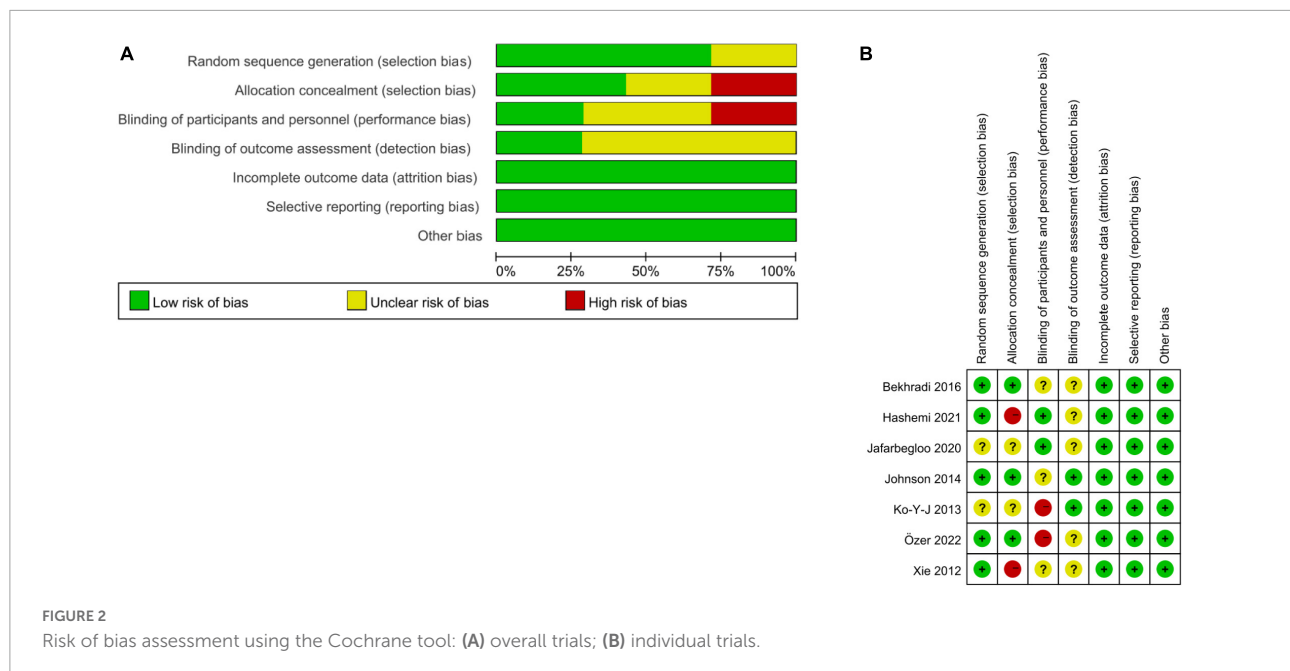 A
Random sequence generation (selection bias)
Allocation concealment (selection bias)
Blinding of participants and personnel (performance bias)
Blinding of outcome assessment (detection bias)
Incomplete outcome data (attrition bias)
Selective reporting (reporting bias)
Other bias
0% 25% 50% 75% 100%
Low risk of bias Unclear risk of bias High risk of bias
B
Random sequence generation (selection bias)
Allocation concealment (selection bias)
Blinding of participants and personnel (performance bias)
Blinding of outcome assessment (detection bias)
Incomplete outcome data (attrition bias)
Selective reporting (reporting bias)
Other bias
Bekhradi 2016 + + ? ? + + +
Hashemi 2021 + - + ? + + +
Jafarbegloo 2020 ? ? + ? + + +
Johnson 2014 + + ? + + + +
Ko-Y-J 2013 ? ? - + + + +
Özer 2022 + + - ? + + +
Xie 2012 + - ? ? + + +
FIGURE 2
Risk of bias assessment using the Cochrane tool: (A) overall trials; (B) individual trials.